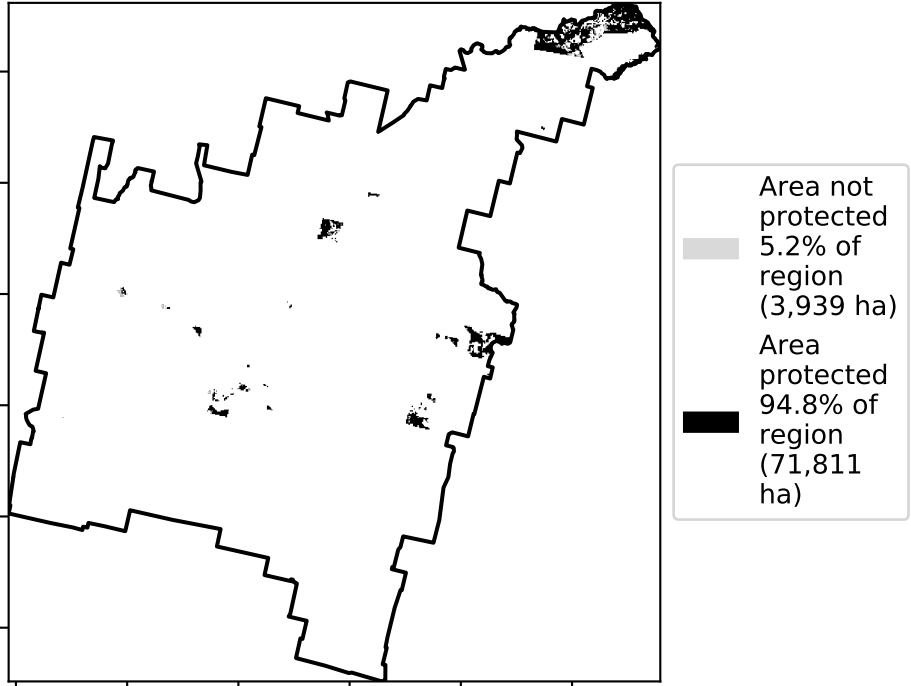 Area not
protected
5.2% of
region
(3,939 ha)
Area
protected
94.8% of
region
(71,811
ha)